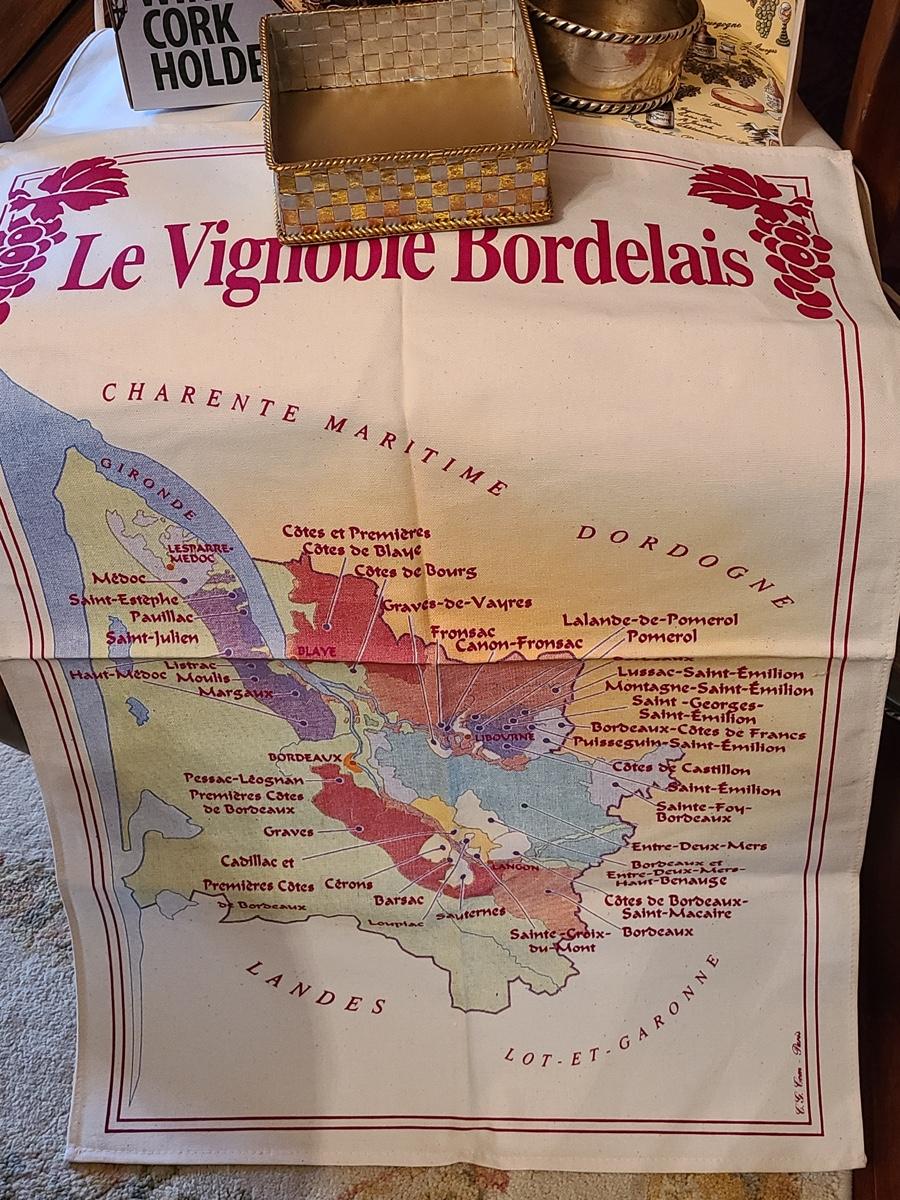 CORK
HOLDE
Le Vignoble Bordelais
CHARENTE MARITIME
GIRONDE
DORDOGNE
LESPARRE-
MEDOC
Médoc
Saint-Estèphe
Pauillac
Saint-Julien
Listrac
Haut-Médoc
Moulis
Margaux
Côtes et Premières
Côtes de Blaye
Côtes de Bourg
BLAYE
Graves-de-Vayres
Fronsac
Canon-Fronsac
Lalande-de-Pomerol
Pomerol
Lussac-Saint-Émilion
Montagne-Saint-Émilion
Saint-Georges-
Saint-Émilion
Bordeaux-Côtes de Francs
Puisseguin-Saint-Émilion
LIBOURNE
Côtes de Castillon
Saint-Émilion
Sainte-Foy-
Bordeaux
BORDEAUX
Pessac-Léognan
Premières Côtes
de Bordeaux
Graves
Cadillac et
Premières Côtes
de Bordeaux
Cérons
Barsac
Loupiac
Sauternes
LANGON
Entre-Deux-Mers
Bordeaux et
Entre-Deux-Mers-
Haut-Benauge
Côtes de Bordeaux-
Saint-Macaire
Bordeaux
Sainte-Croix-
du-Mont
LANDES
LOT-ET-GARONNE